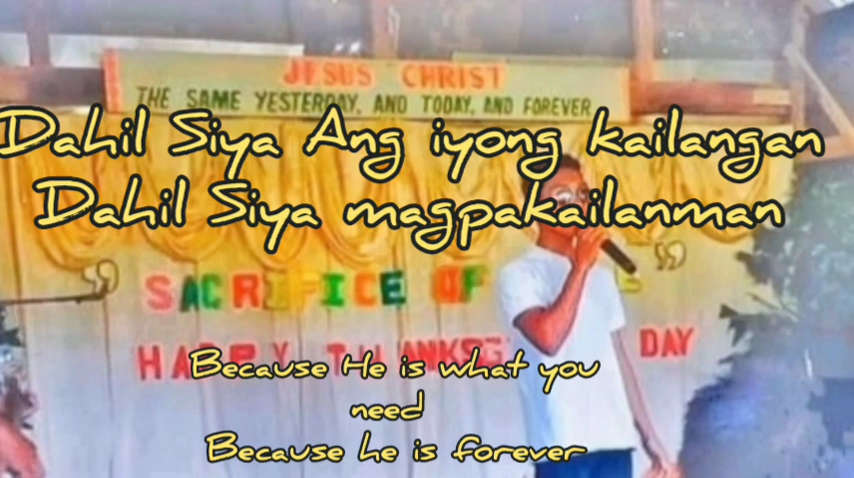 JESUS CHRIST
THE SAME YESTERDAY, AND TODAY, AND FOREVER
Dahil Siya Ang iyong kailangan
Dahil Siya magpakailanman
SACRIFICE OF
HAPPY DAY
Because He is what you
need
Because he is forever